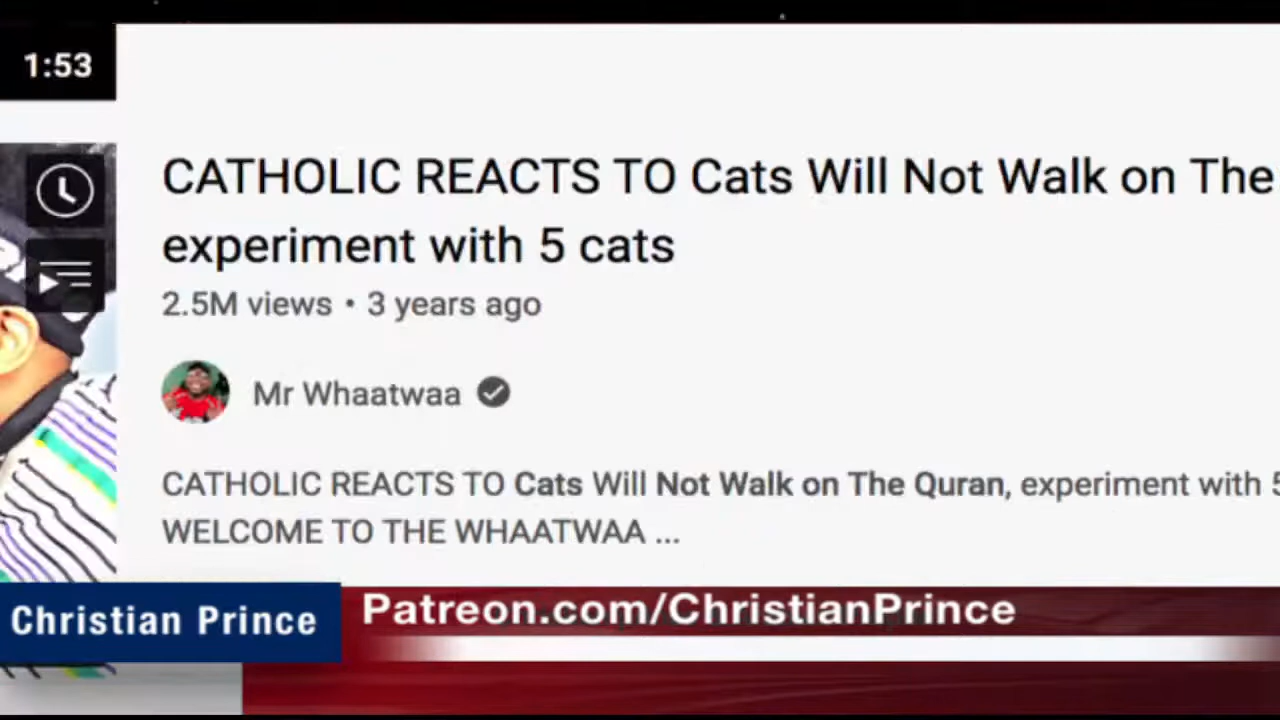 1:53
CATHOLIC REACTS TO Cats Will Not Walk on The
experiment with 5 cats
2.5M views • 3 years ago
Mr Whaatwaa
CATHOLIC REACTS TO Cats Will Not Walk on The Quran, experiment with 5
WELCOME TO THE WHAATWAA ...
Christian Prince
Patreon.com/ChristianPrince